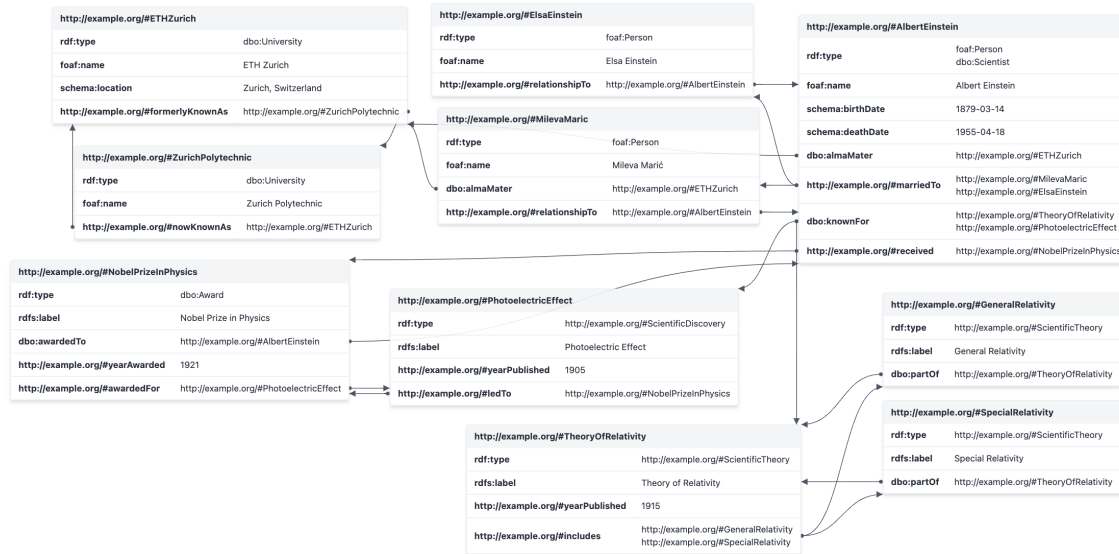 http://example.org/#ETHZurich
rdf:type dbo:University
foaf:name ETH Zurich
schema:location Zurich, Switzerland
http://example.org/#formerlyKnownAs http://example.org/#ZurichPolytechnic
http://example.org/#ZurichPolytechnic
rdf:type dbo:University
foaf:name Zurich Polytechnic
http://example.org/#nowKnownAs http://example.org/#ETHZurich
http://example.org/#ElsaEinstein
rdf:type foaf:Person
foaf:name Elsa Einstein
http://example.org/#relationshipTo http://example.org/#AlbertEinstein
http://example.org/#MilevaMaric
rdf:type foaf:Person
foaf:name Mileva Marić
dbo:almaMater http://example.org/#ETHZurich
http://example.org/#relationshipTo http://example.org/#AlbertEinstein
http://example.org/#AlbertEinstein
rdf:type foaf:Person
dbo:Scientist
foaf:name Albert Einstein
schema:birthDate 1879-03-14
schema:deathDate 1955-04-18
dbo:almaMater http://example.org/#ETHZurich
http://example.org/#marriedTo http://example.org/#MilevaMaric
http://example.org/#ElsaEinstein
dbo:knownFor http://example.org/#TheoryOfRelativity
http://example.org/#PhotoelectricEffect
http://example.org/#received http://example.org/#NobelPrizeInPhysics
http://example.org/#NobelPrizeInPhysics
rdf:type dbo:Award
rdfs:label Nobel Prize in Physics
dbo:awardedTo http://example.org/#AlbertEinstein
http://example.org/#yearAwarded 1921
http://example.org/#awardedFor http://example.org/#PhotoelectricEffect
http://example.org/#PhotoelectricEffect
rdf:type http://example.org/#ScientificDiscovery
rdfs:label Photoelectric Effect
http://example.org/#yearPublished 1905
http://example.org/#ledTo http://example.org/#NobelPrizeInPhysics
http://example.org/#GeneralRelativity
rdf:type http://example.org/#ScientificTheory
rdfs:label General Relativity
dbo:partOf http://example.org/#TheoryOfRelativity
http://example.org/#SpecialRelativity
rdf:type http://example.org/#ScientificTheory
rdfs:label Special Relativity
dbo:partOf http://example.org/#TheoryOfRelativity
http://example.org/#TheoryOfRelativity
rdf:type http://example.org/#ScientificTheory
rdfs:label Theory of Relativity
http://example.org/#yearPublished 1915
http://example.org/#includes http://example.org/#GeneralRelativity
http://example.org/#SpecialRelativity